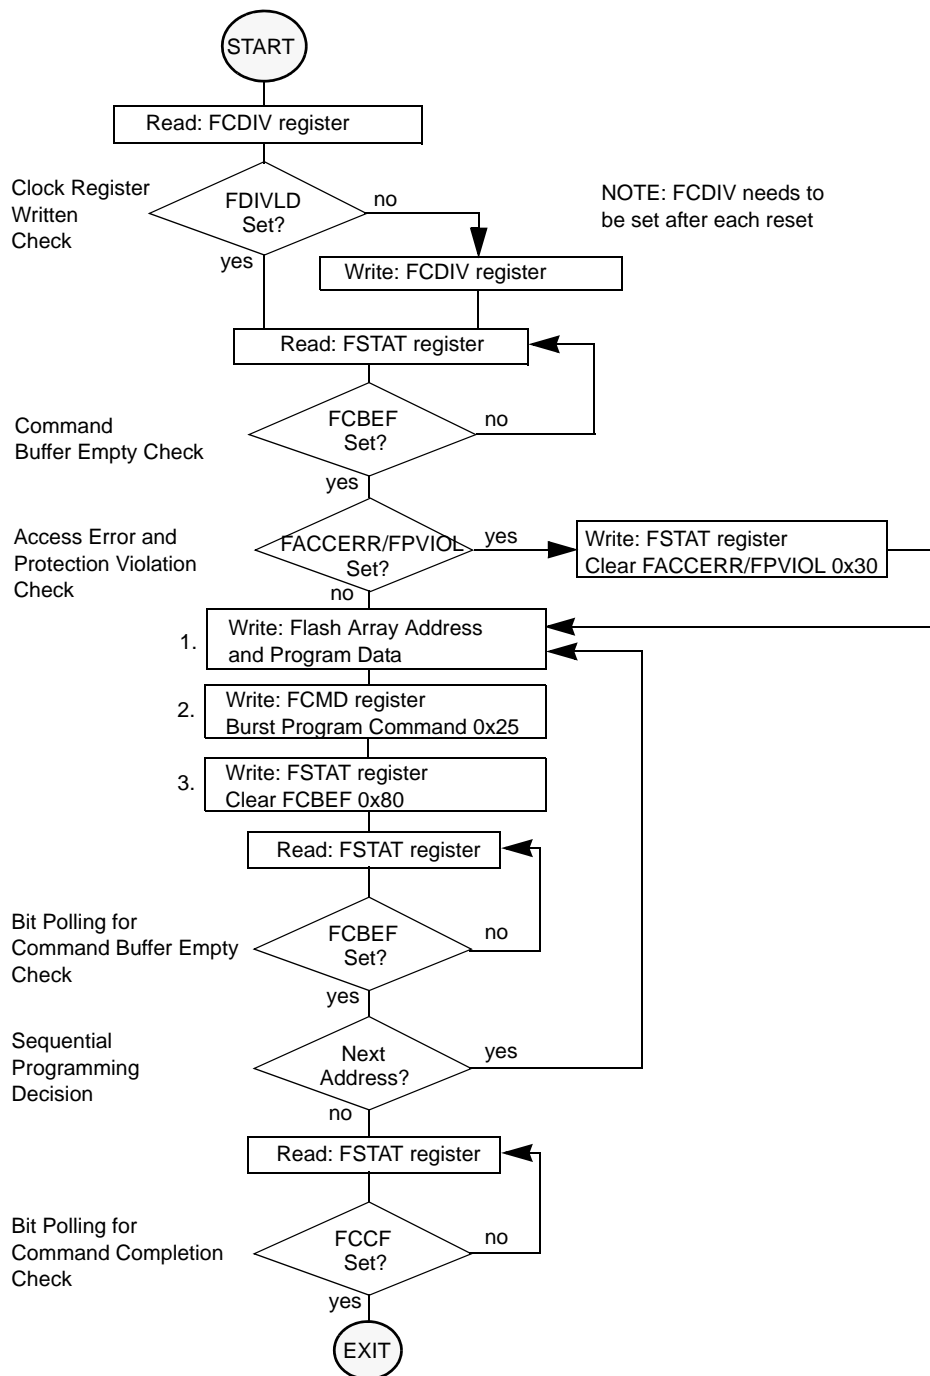 START
Read: FCDIV register
Clock Register
Written
Check
FDIVLD
Set?
no
yes
NOTE: FCDIV needs to
be set after each reset
Write: FCDIV register
Read: FSTAT register
Command
Buffer Empty Check
FCBEF
Set?
no
yes
Access Error and
Protection Violation
Check
FACCERR/FPVIOL
Set?
yes
no
Write: FSTAT register
Clear FACCERR/FPVIOL 0x30
1.
Write: Flash Array Address
and Program Data
2.
Write: FCMD register
Burst Program Command 0x25
3.
Write: FSTAT register
Clear FCBEF 0x80
Read: FSTAT register
Bit Polling for
Command Buffer Empty
Check
FCBEF
Set?
no
yes
Sequential
Programming
Decision
Next
Address?
yes
no
Read: FSTAT register
Bit Polling for
Command Completion
Check
FCCF
Set?
no
yes
EXIT